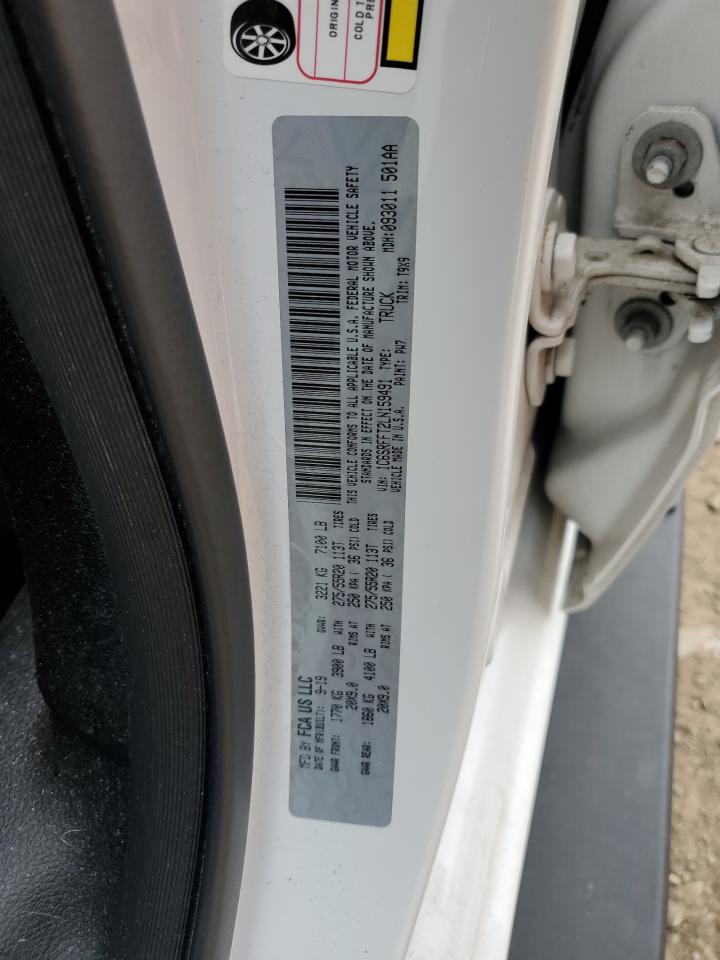 ORIGIN
COLD T
PRE
MFD BY FCA US LLC
DATE OF MFR(BUILT): 9-19 GVWR: 3221 KG 7100 LB
GAWR FRONT: 1770 KG 3900 LB WITH 275/55R20 113T TIRES
20X9.0 RIMS AT 250 KPA ( 36 PSI) COLD
GAWR REAR: 1860 KG 4100 LB WITH 275/55R20 113T TIRES
20X9.0 RIMS AT 250 KPA ( 36 PSI) COLD
THIS VEHICLE CONFORMS TO ALL APPLICABLE U.S.A. FEDERAL MOTOR VEHICLE SAFETY
STANDARDS IN EFFECT ON THE DATE OF MANUFACTURE SHOWN ABOVE.
VIN: 1C6SRFFT2LN159491 TYPE: TRUCK MDH:093011 501AA
VEHICLE MADE IN U.S.A. PAINT: PW7 TRIM: T9X9